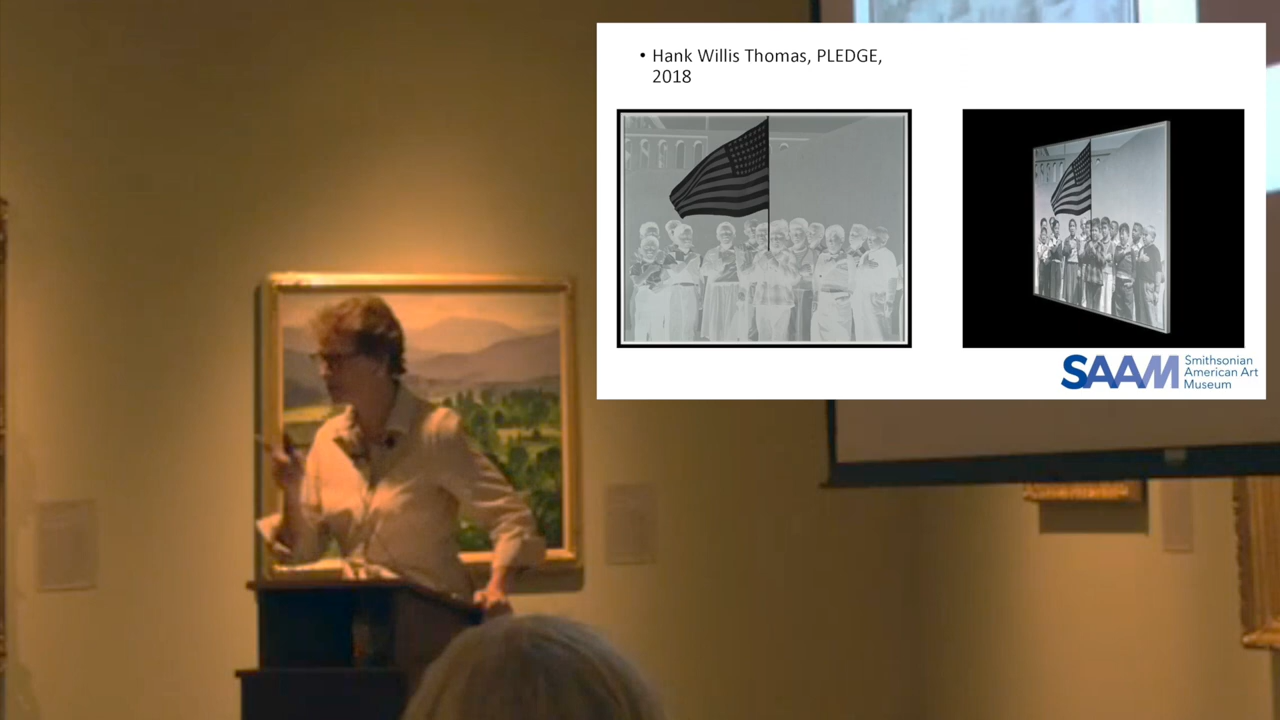 • Hank Willis Thomas, PLEDGE,
2018
SAAM
Smithsonian
American Art
Museum